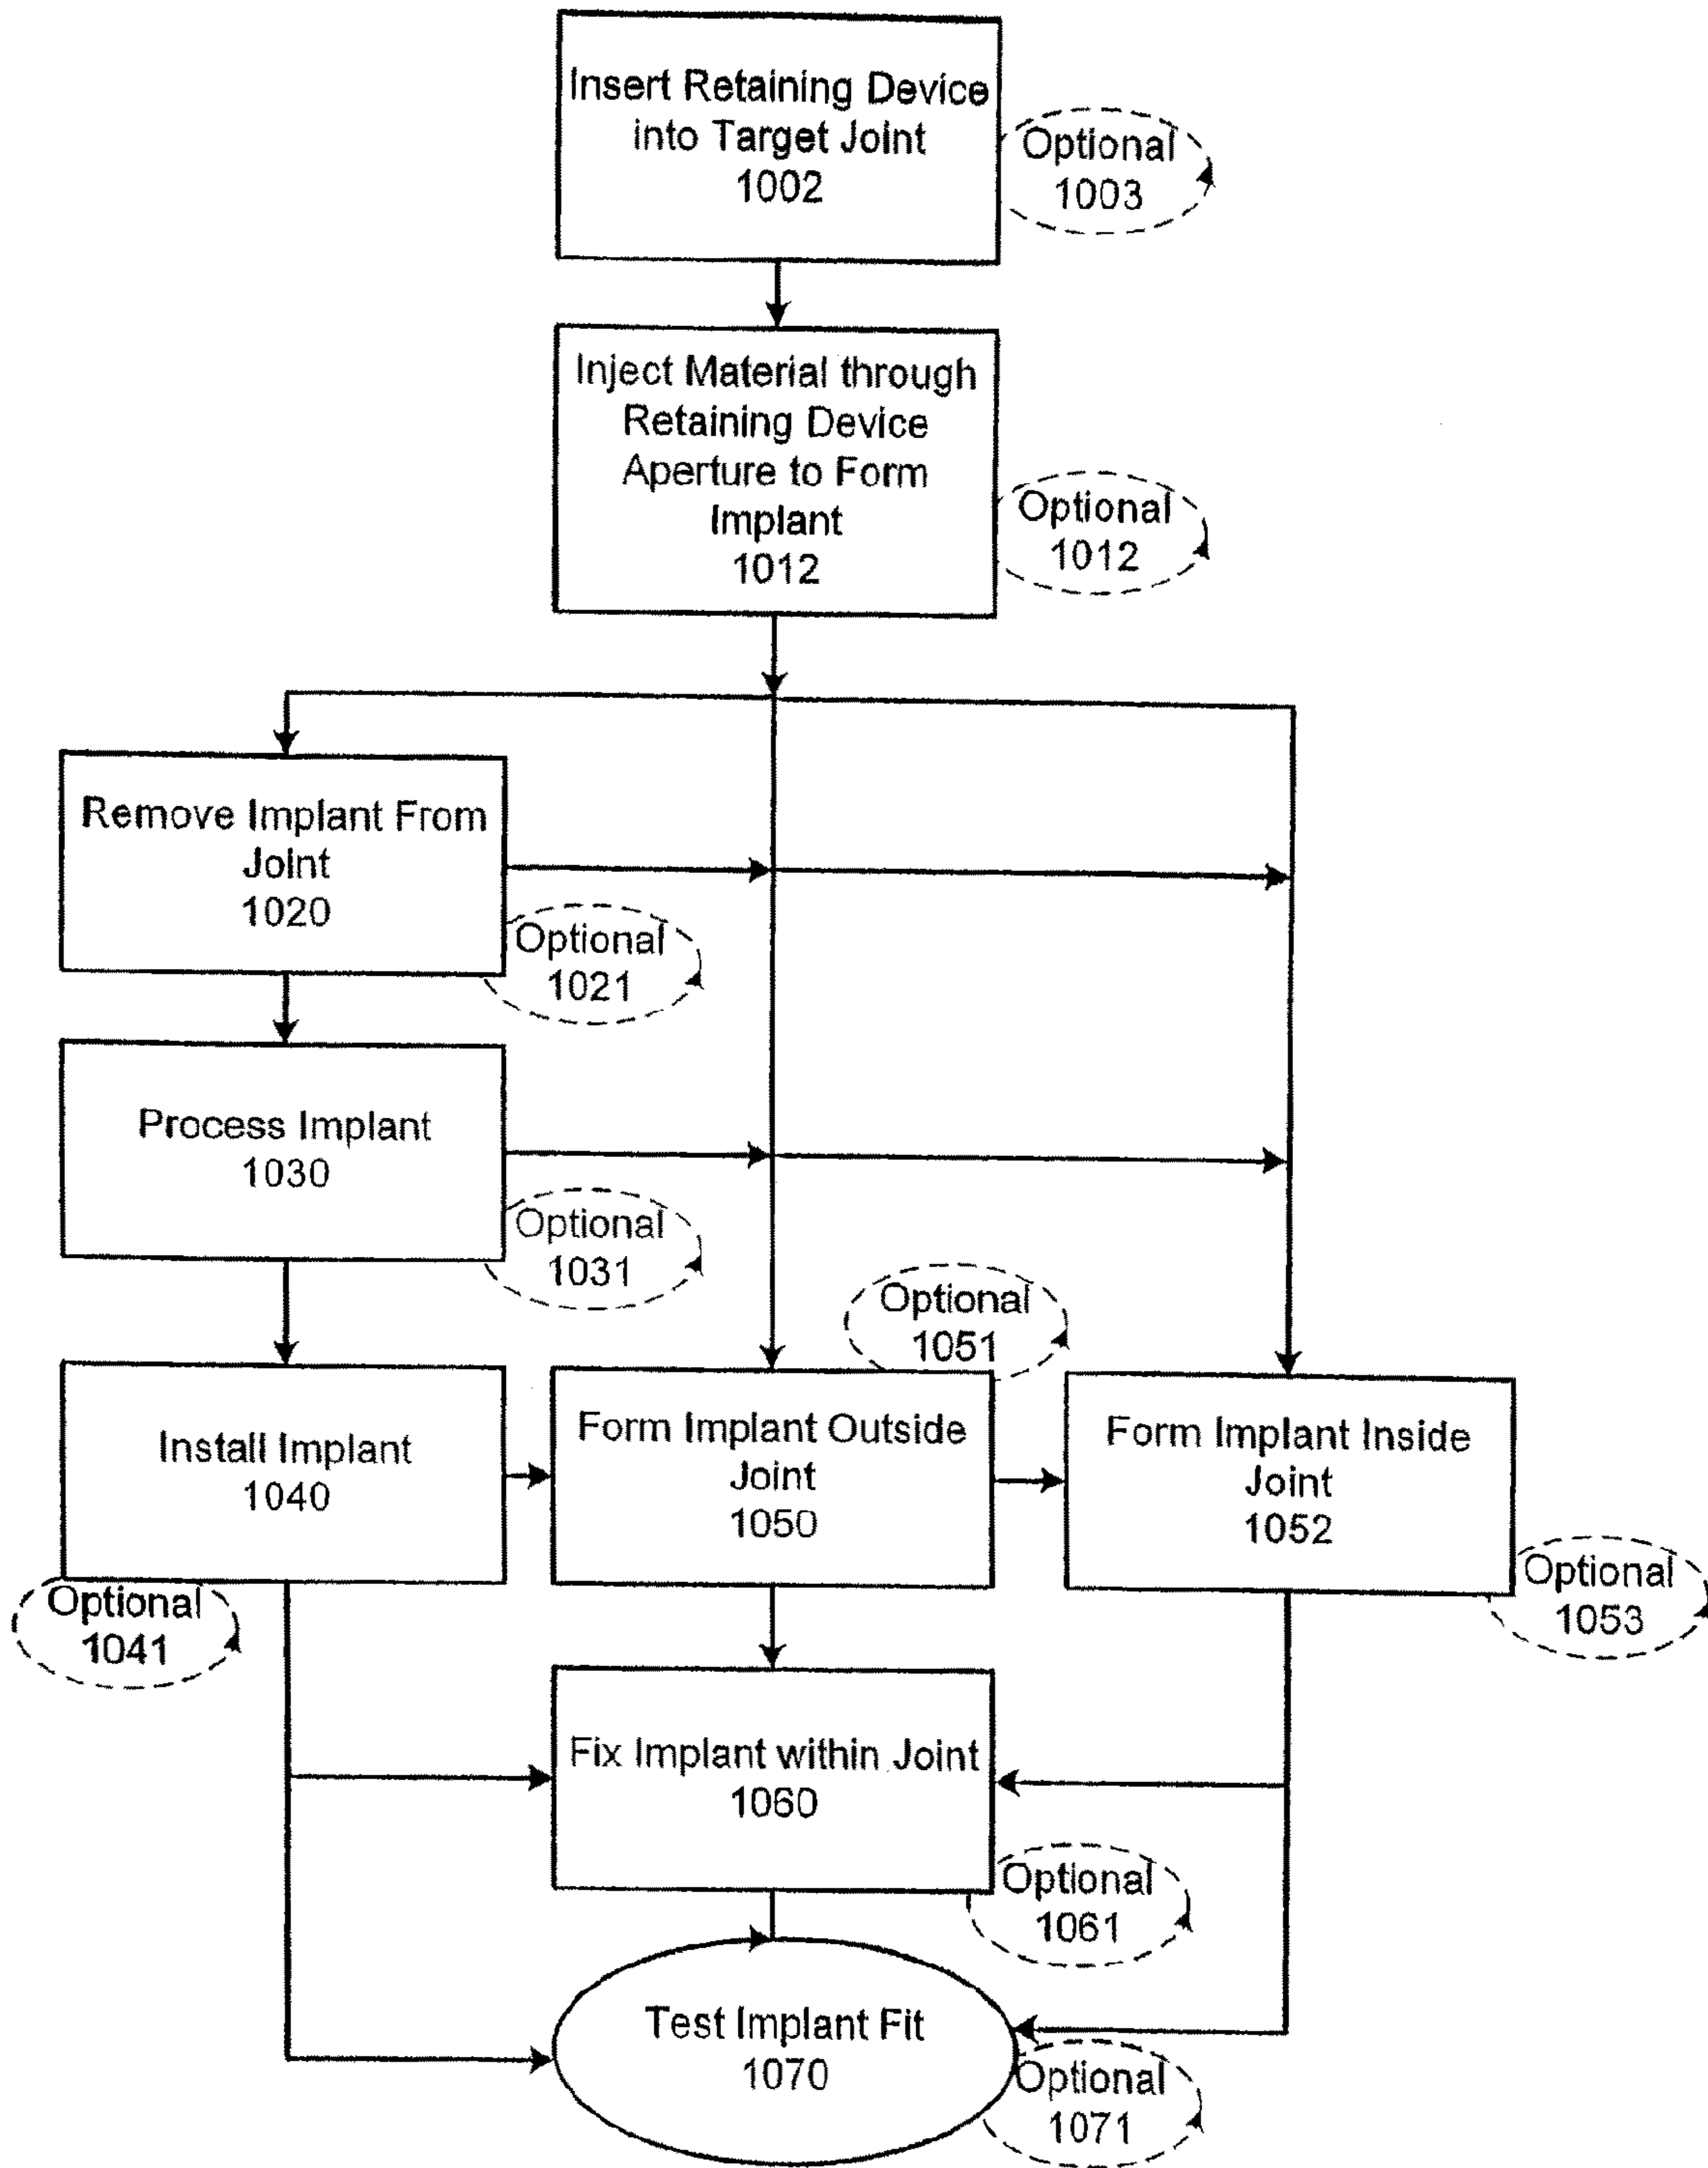 Insert Retaining Device
into Target Joint
1002
Optional
1003
Inject Material through
Retaining Device
Aperture to Form
Implant
1012
Optional
1012
Remove Implant From
Joint
1020
Optional
1021
Process Implant
1030
Optional
1031
Optional
1051
Install Implant
1040
Form Implant Outside
Joint
1050
Form Implant Inside
Joint
1052
Optional
1041
Optional
1053
Fix Implant within Joint
1060
Optional
1061
Test Implant Fit
1070
Optional
1071